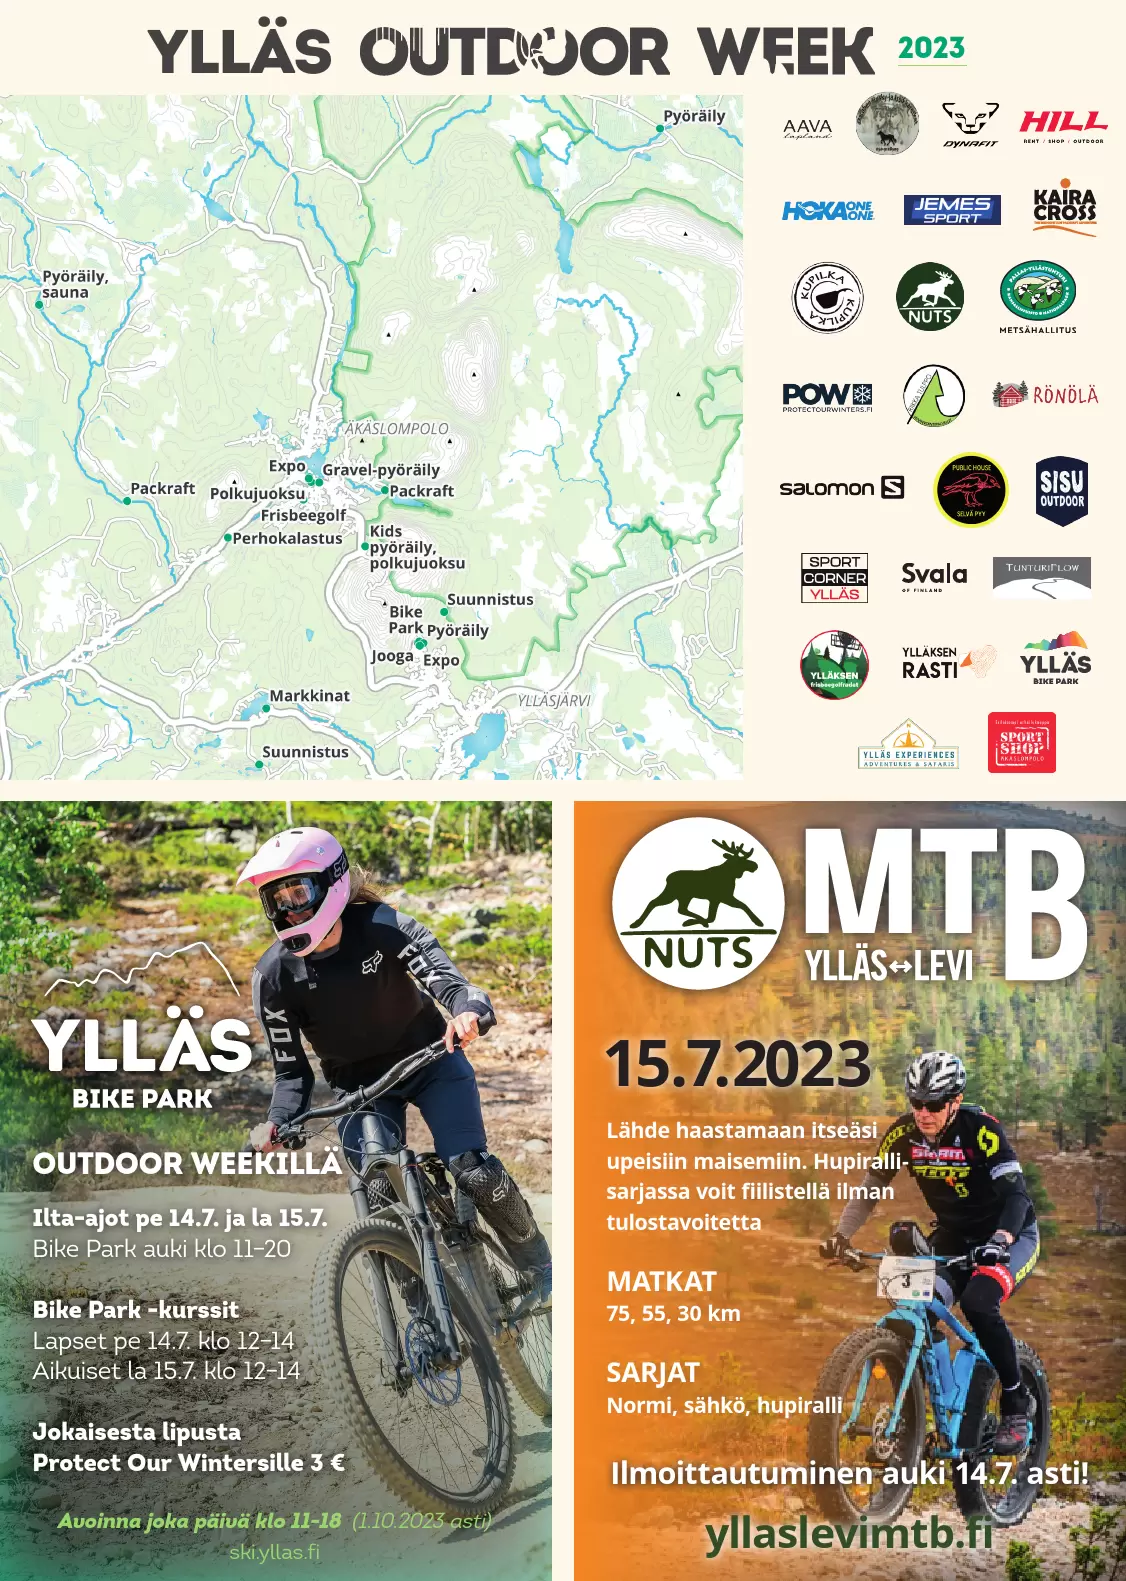 YLLÄS OUTDOOR WEEK 2023
Pyöräily
Pyöräily,
sauna
ÄKÄSLOMPOLO
Expo
Gravel-pyöräily
Packraft
Polkujuoksu
Packraft
Frisbeegolf
Perhokalastus
Kids
pyöräily,
polkujuoksu
Suunnistus
Bike
Park
Pyöräily
Jooga
Expo
Markkinat
YLLÄSJÄRVI
Suunnistus
AAVA
Lapland
DYNAFIT
HILL
RENT / SHOP / OUTDOOR
HOKA ONE ONE
JEMES
SPORT
KAIRA
CROSS
KUPILKA
KUPILKA
NUTS
PALLAS-YLLÄSTUNTURI
METSÄHALLITUS
POW
PROTECTOURWINTERS.FI
RÖNÖLÄ
salomon S
PUBLIC HOUSE
SELVÄ PYY
SISU
OUTDOOR
SPORT
CORNER
YLLÄS
Svala
OF FINLAND
TUNTURIFLOW
YLLÄKSEN
frisbeegolfradat
YLLÄKSEN
RASTI
YLLÄS
BIKE PARK
YLLÄS EXPERIENCES
ADVENTURES & SAFARIS
SPORT
SHOP
ÄKÄSLOMPOLO
FOX
FOX
YLLÄS
BIKE PARK
OUTDOOR WEEKILLÄ
Ilta-ajot pe 14.7. ja la 15.7.
Bike Park auki klo 11-20
Bike Park -kurssit
Lapset pe 14.7. klo 12-14
Aikuiset la 15.7. klo 12-14
Jokaisesta lipusta
Protect Our Wintersille 3 €
Avoinna joka päivä klo 11-18 (1.10.2023 asti)
ski.yllas.fi
NUTS
MTB
YLLÄS↔LEVI
15.7.2023
Lähde haastamaan itseäsi
upeisiin maisemiin. Hupiralli-
sarjassa voit fiilistellä ilman
tulostavoitetta
MATKAT
75, 55, 30 km
SARJAT
Normi, sähkö, hupiralli
3
Ilmoittautuminen auki 14.7. asti!
yllaslevimtb.fi